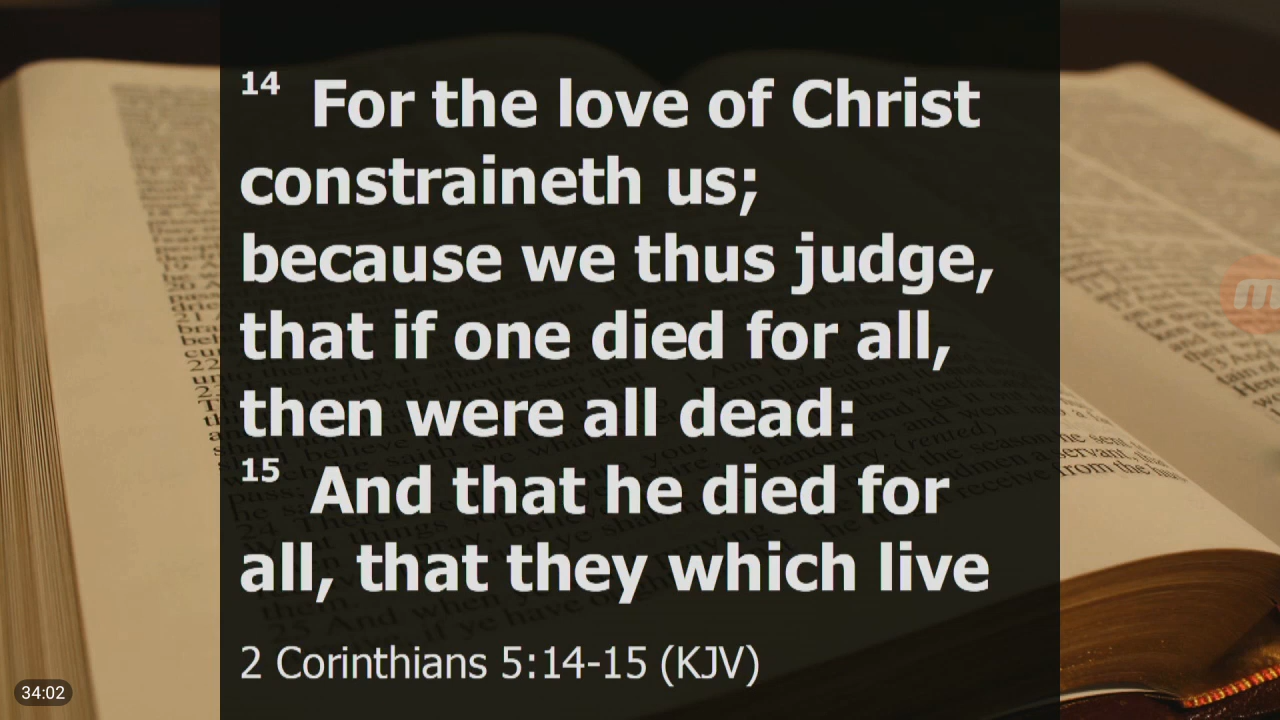 14 For the love of Christ
constraineth us;
because we thus judge,
that if one died for all,
then were all dead:
15 And that he died for
all, that they which live
2 Corinthians 5:14-15 (KJV)
34:02